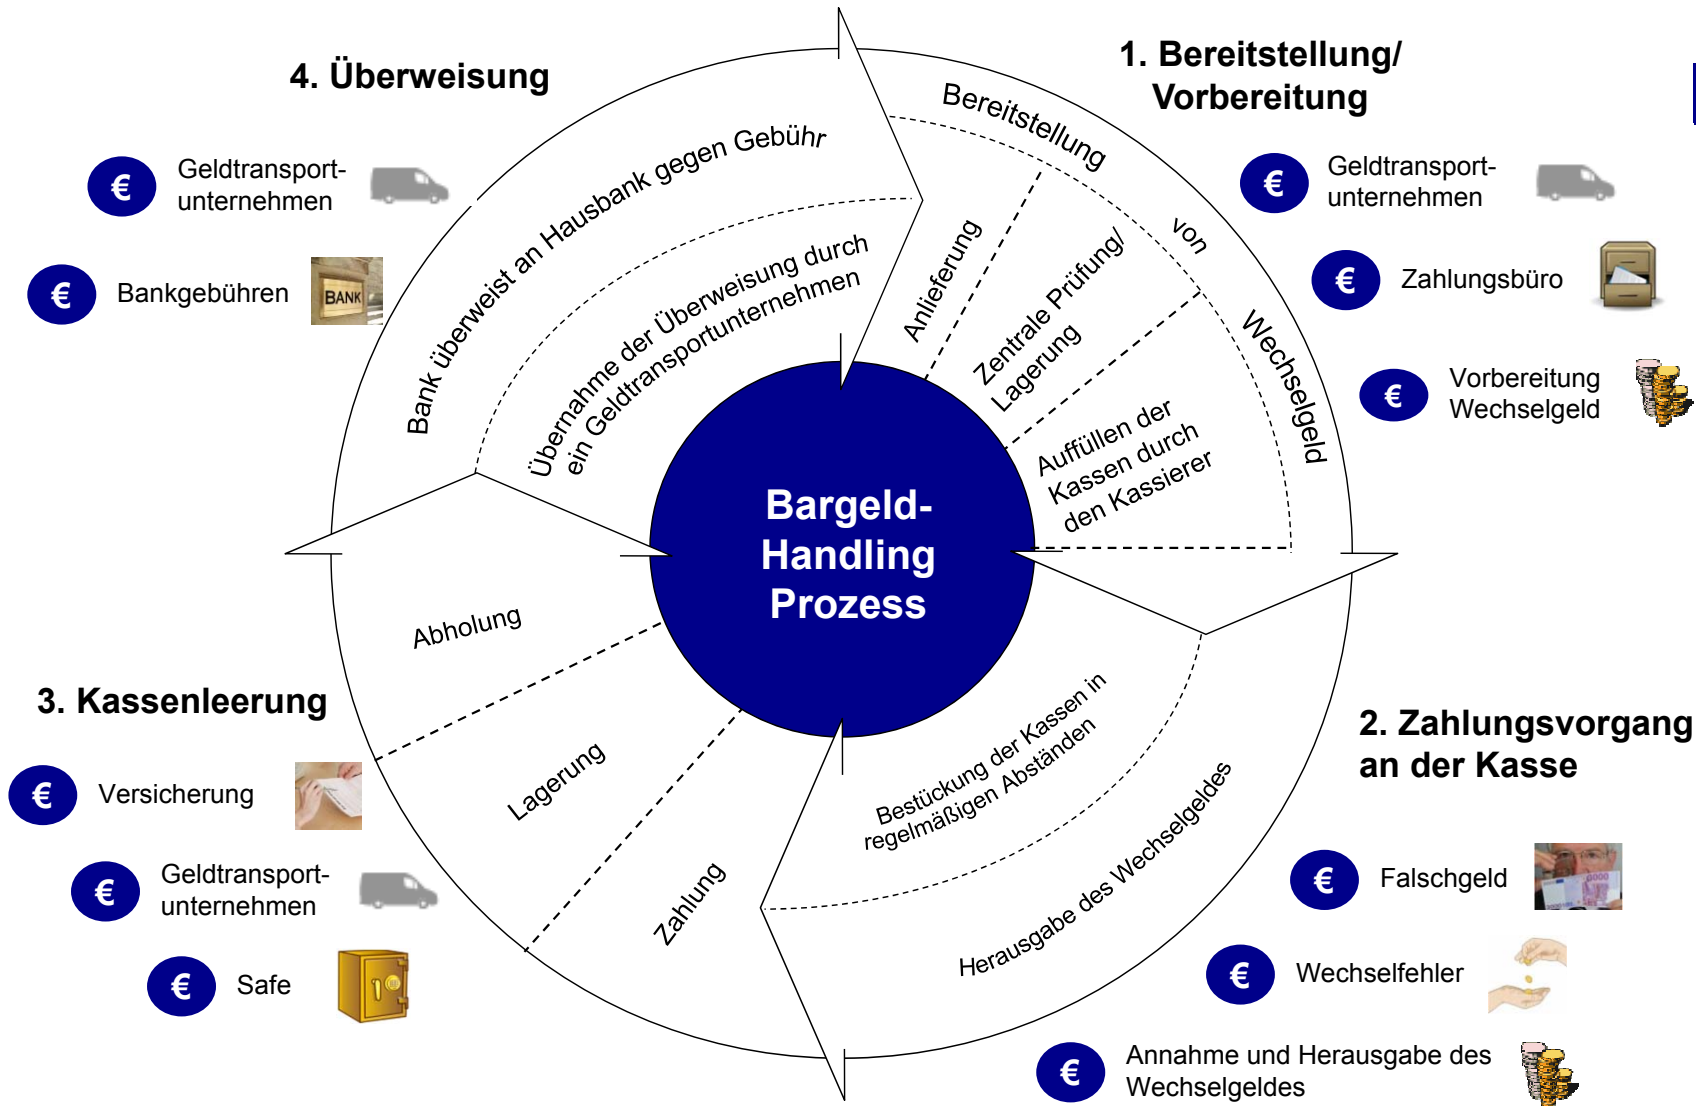 4. Überweisung
€
Geldtransport-
unternehmen
€
Bankgebühren
BANK
1. Bereitstellung/
Vorbereitung
€
Geldtransport-
unternehmen
€
Zahlungsbüro
€
Vorbereitung
Wechselgeld
Bank überweist an Hausbank gegen Gebühr
Übernahme der Überweisung durch
ein Geldtransportunternehmen
Bereitstellung von Wechselgeld
Anlieferung
Zentrale Prüfung/
Lagerung
Auffüllen der
Kassen durch
den Kassierer
Bargeld-
Handling
Prozess
Abholung
Lagerung
Zahlung
Bestückung der Kassen in
regelmäßigen Abständen
Herausgabe des Wechselgeldes
3. Kassenleerung
€
Versicherung
€
Geldtransport-
unternehmen
€
Safe
2. Zahlungsvorgang
an der Kasse
€
Falschgeld
€
Wechselfehler
€
Annahme und Herausgabe des
Wechselgeldes